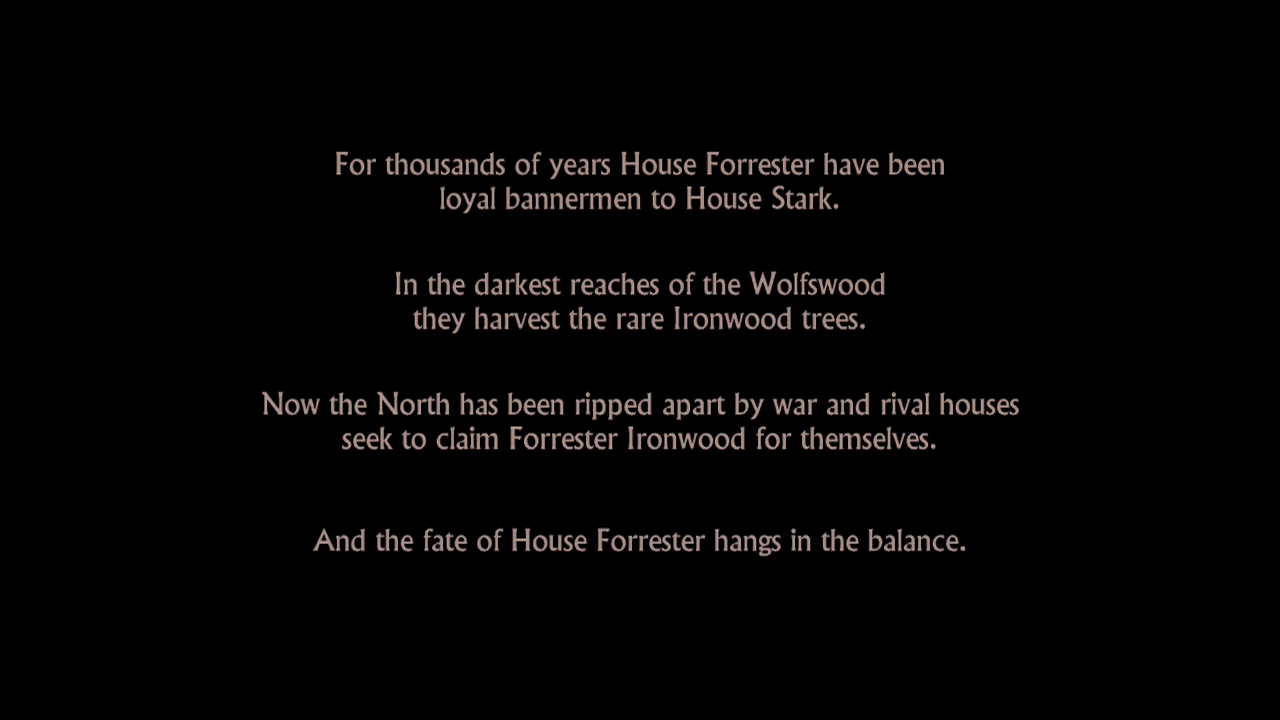 For thousands of years House Forrester have been
loyal bannermen to House Stark.
In the darkest reaches of the Wolfswood
they harvest the rare Ironwood trees.
Now the North has been ripped apart by war and rival houses
seek to claim Forrester Ironwood for themselves.
And the fate of House Forrester hangs in the balance.